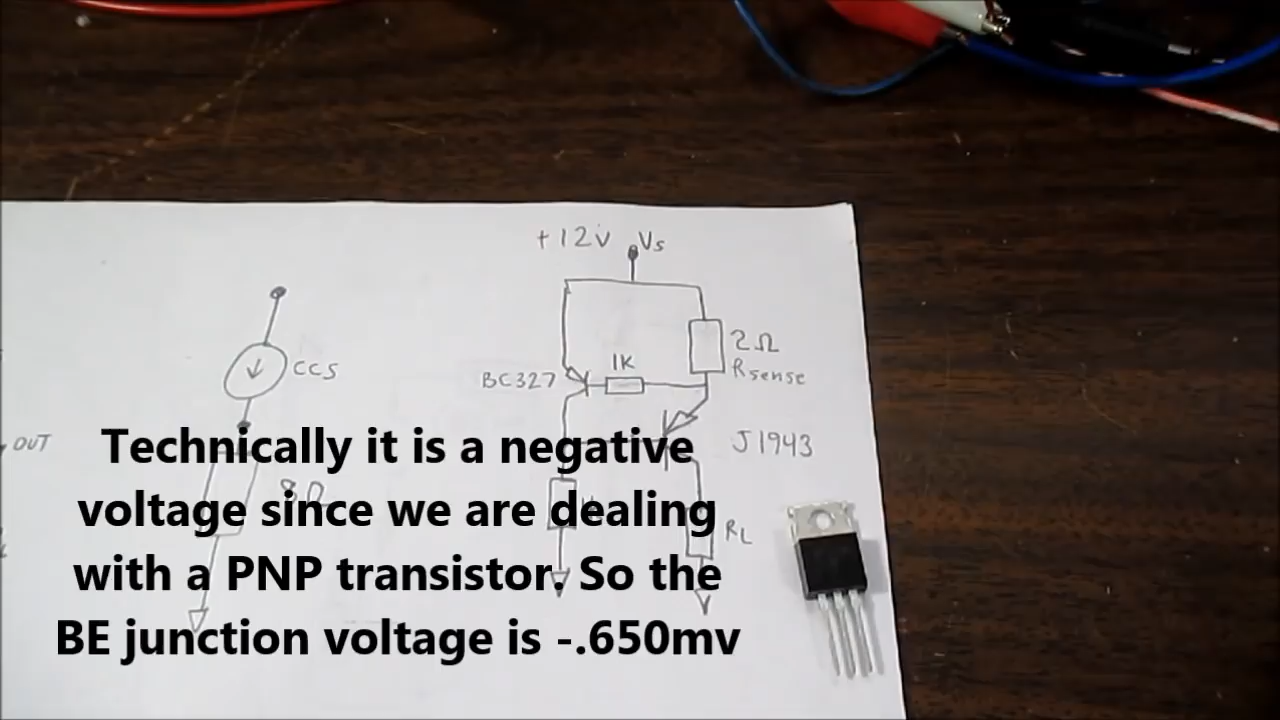 +12v Vs
2Ω
Rsense
1K
BC327
CCS
OUT
J1943
8Ω
RL
Technically it is a negative
voltage since we are dealing
with a PNP transistor. So the
BE junction voltage is -.650mv